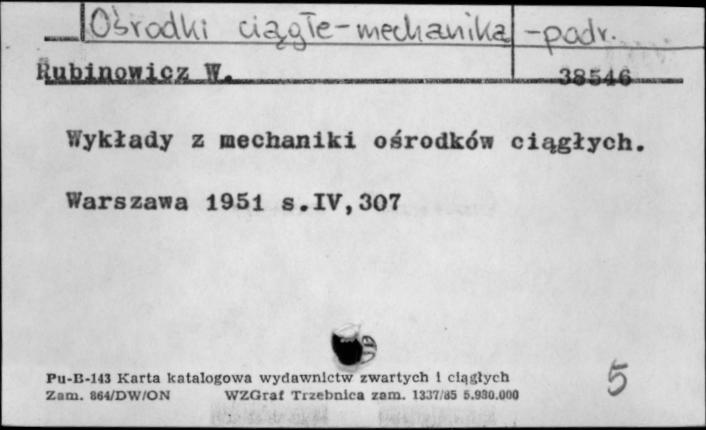 Ośrodki ciągłe-mechanika -podr.
Rubinowicz W. 38546
Wykłady z mechaniki ośrodków ciągłych.
Warszawa 1951 s.IV,307
Pu-B-143 Karta katalogowa wydawnictw zwartych i ciągłych
Zam. 864/DW/ON WZGraf Trzebnica zam. 1337/85 5.980.000
5